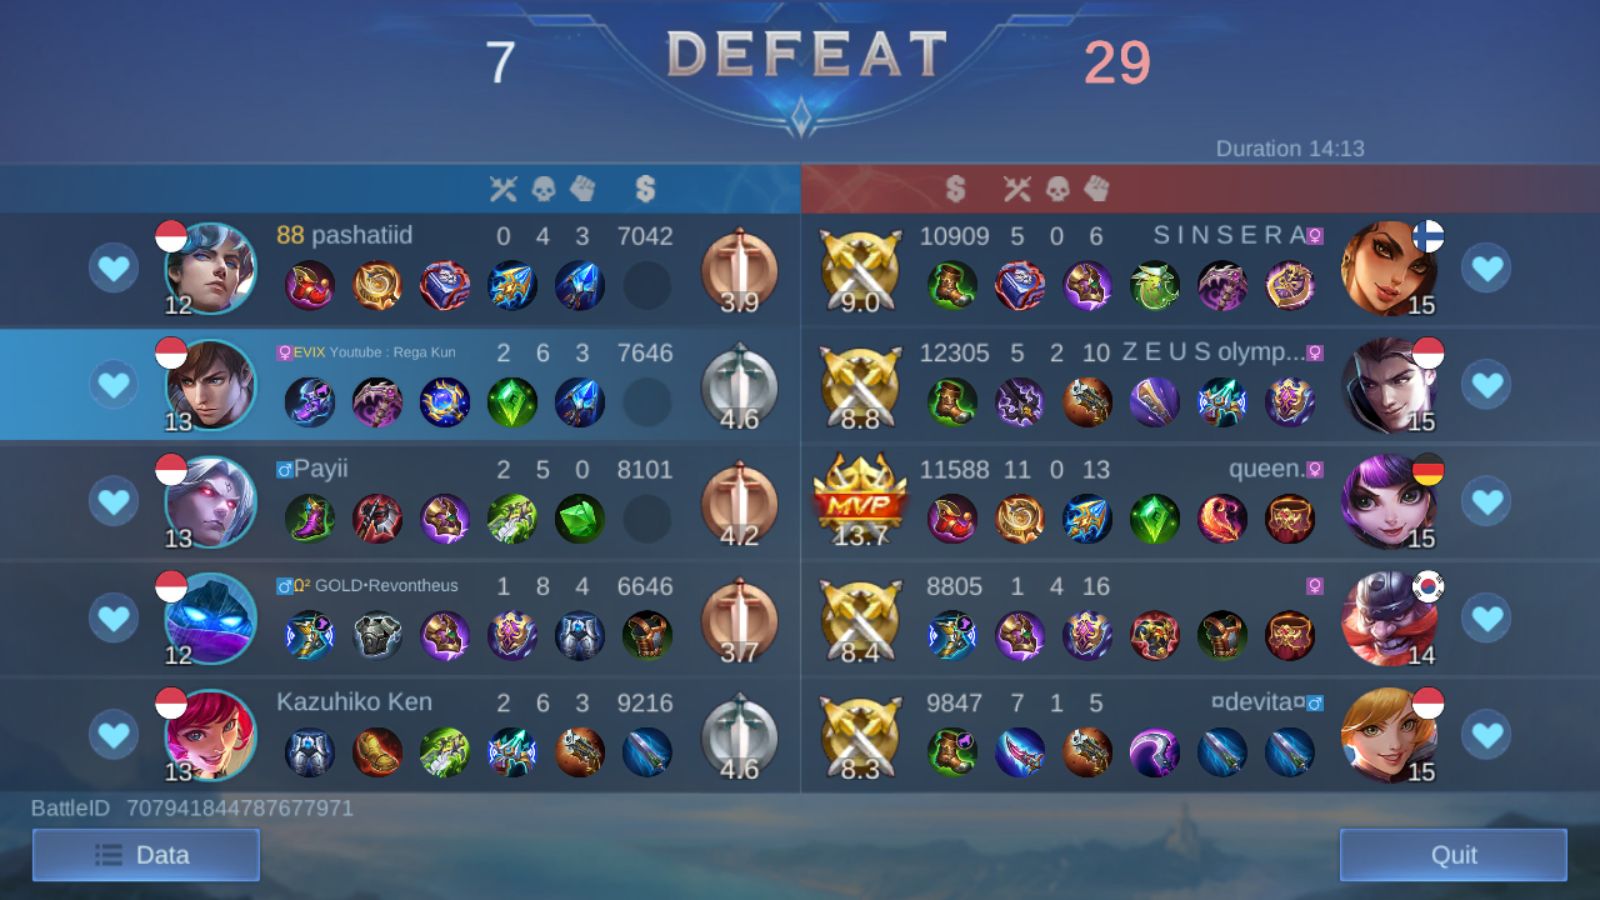 7 DEFEAT 29
Duration 14:13
88 pashatiid 0 4 3 7042
12 3.9
10909 5 0 6 S I N S E R A
9.0 15
EVIX Youtube : Rega Kun 2 6 3 7646
13 4.6
12305 5 2 10 Z E U S olymp...
8.8 15
Payii 2 5 0 8101
13 4.2
11588 11 0 13 queen.
MVP
13.7 15
Ω² GOLD•Revontheus 1 8 4 6646
12 3.7
8805 1 4 16
8.4 14
Kazuhiko Ken 2 6 3 9216
13 4.6
9847 7 1 5 ¤devita¤
8.3 15
BattleID 707941844787677971
Data
Quit